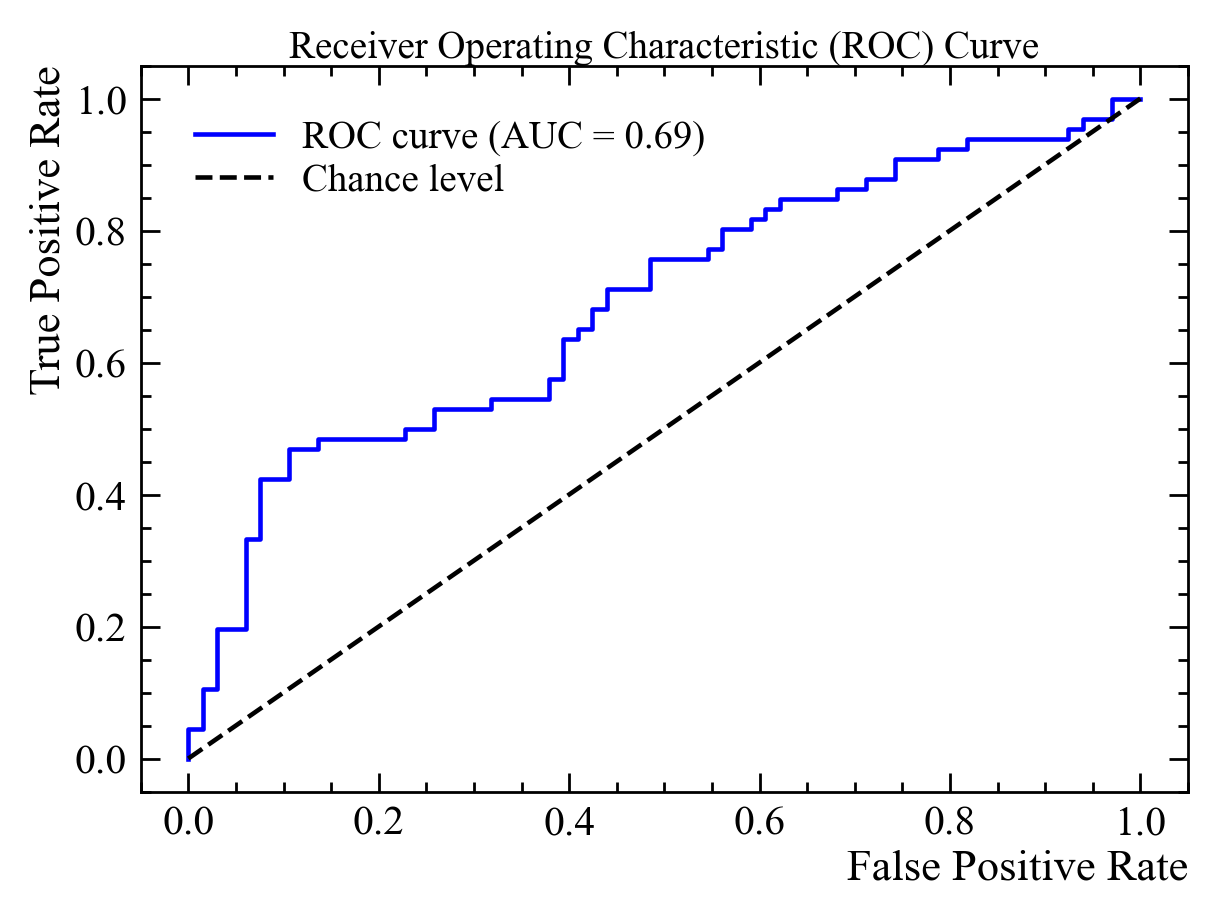 Receiver Operating Characteristic (ROC) Curve
True Positive Rate
1.0
0.8
0.6
0.4
0.2
0.0
ROC curve (AUC = 0.69)
Chance level
0.0 0.2 0.4 0.6 0.8 1.0
False Positive Rate